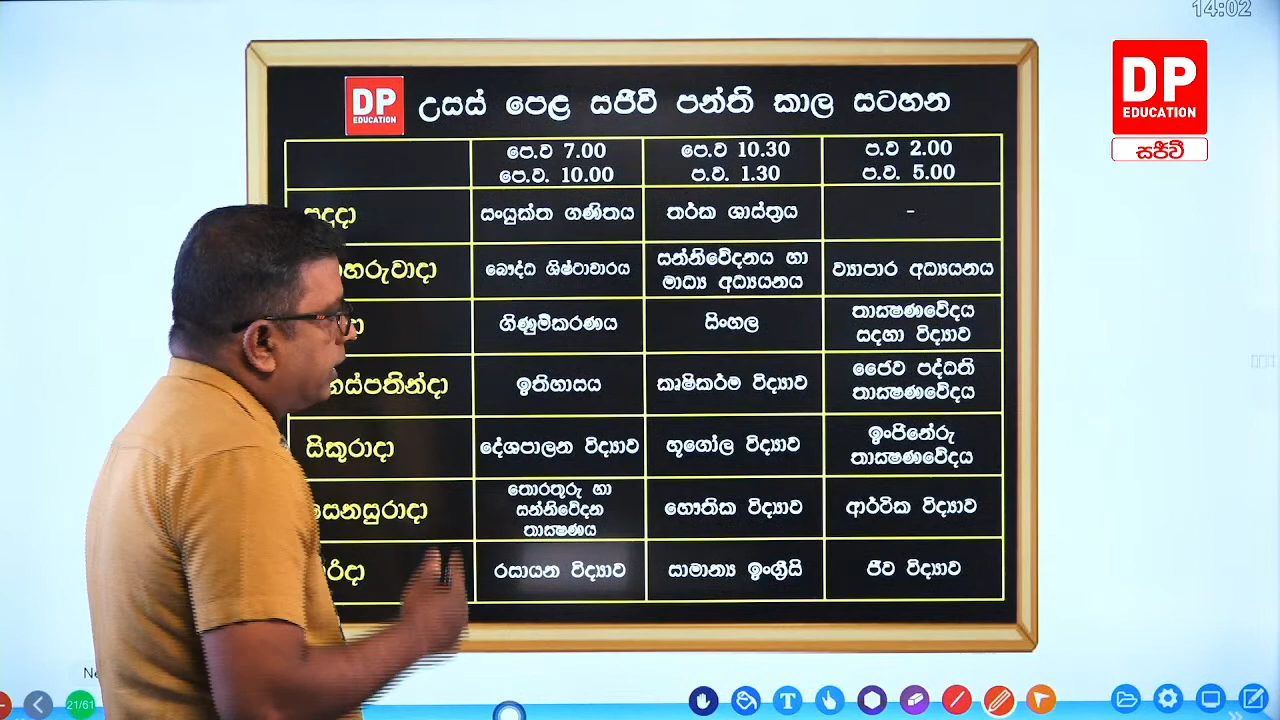 14:02
DP
EDUCATION
සජීවී
DP
EDUCATION
උසස් පෙළ සජීවී පන්ති කාල සටහන
පෙ.ව 7.00
පෙ.ව. 10.00
පෙ.ව 10.30
ප.ව. 1.30
ප.ව 2.00
ප.ව. 5.00
සංයුක්ත ගණිතය
තර්ක ශාස්ත්‍රය
-
බෞද්ධ ශිෂ්ටාචාරය
සන්නිවේදනය හා
මාධ්‍ය අධ්‍යයනය
ව්‍යාපාර අධ්‍යයනය
ගිණුම්කරණය
සිංහල
තාක්‍ෂණවේදය
සඳහා විද්‍යාව
ඉතිහාසය
කෘෂිකර්ම විද්‍යාව
ජෛව පද්ධති
තාක්‍ෂණවේදය
සිකුරාදා
දේශපාලන විද්‍යාව
භූගෝල විද්‍යාව
ඉංජිනේරු
තාක්‍ෂණවේදය
සෙනසුරාදා
තොරතුරු හා
සන්නිවේදන
තාක්‍ෂණය
භෞතික විද්‍යාව
ආර්ථික විද්‍යාව
රසායන විද්‍යාව
සාමාන්‍ය ඉංග්‍රීසි
ජීව විද්‍යාව
21/61